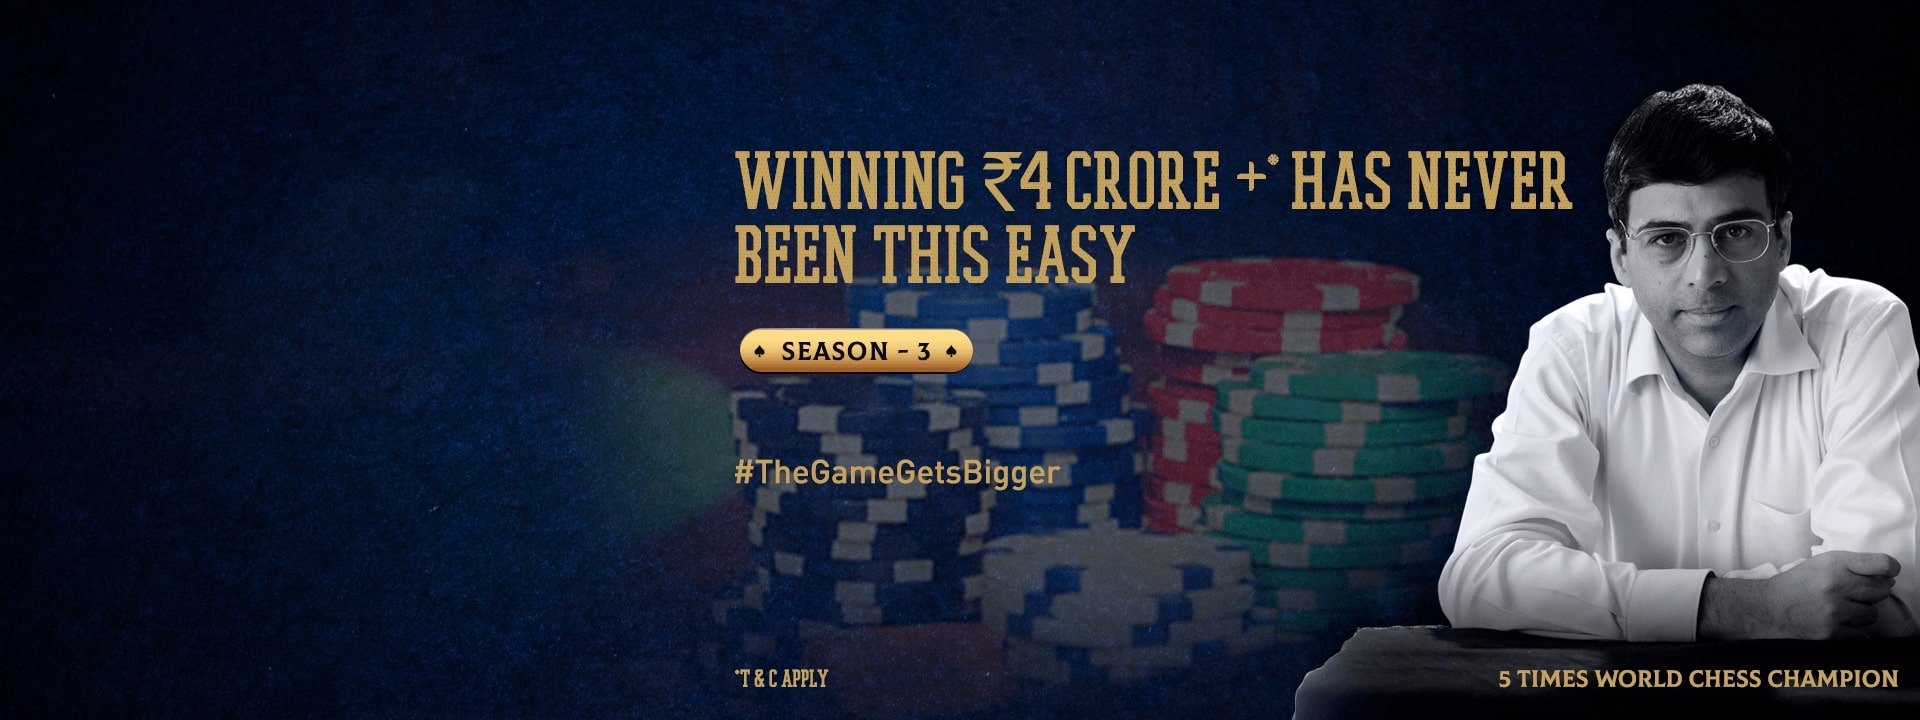 WINNING ₹4 CRORE +* HAS NEVER
BEEN THIS EASY
♠ SEASON - 3 ♠
#TheGameGetsBigger
*T & C APPLY
5 TIMES WORLD CHESS CHAMPION